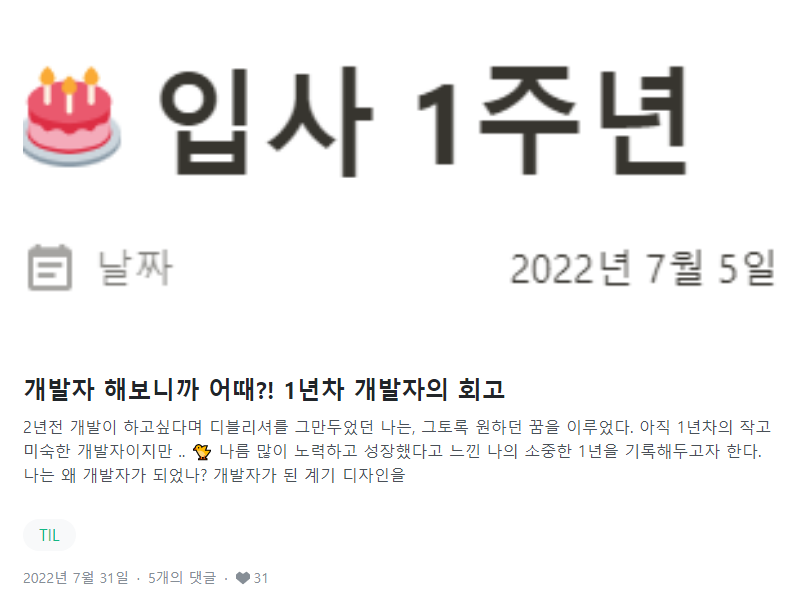 🎂 입사 1주년
날짜 2022년 7월 5일
개발자 해보니까 어때?! 1년차 개발자의 회고
2년전 개발이 하고싶다며 디블리셔를 그만두었던 나는, 그토록 원하던 꿈을 이루었다. 아직 1년차의 작고
미숙한 개발자이지만 .. 🐤 나름 많이 노력하고 성장했다고 느낀 나의 소중한 1년을 기록해두고자 한다.
나는 왜 개발자가 되었나? 개발자가 된 계기 디자인을
TIL
2022년 7월 31일 · 5개의 댓글 · ♥ 31